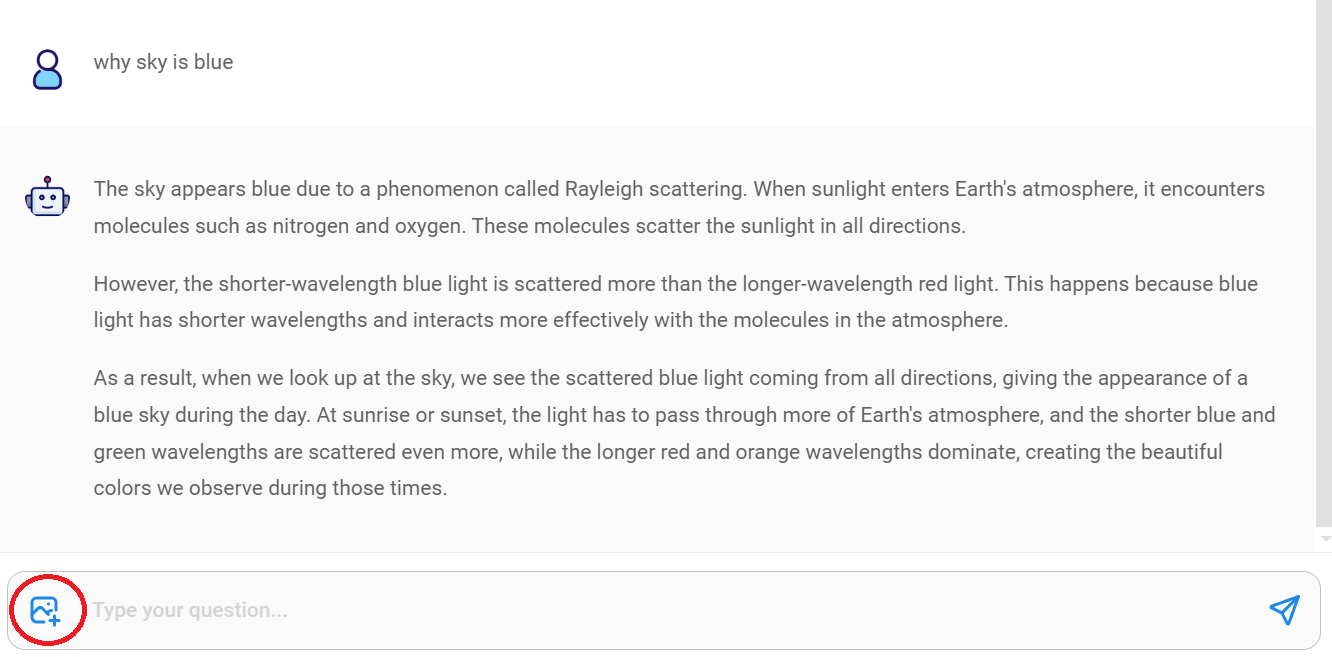 why sky is blue
The sky appears blue due to a phenomenon called Rayleigh scattering. When sunlight enters Earth's atmosphere, it encounters
molecules such as nitrogen and oxygen. These molecules scatter the sunlight in all directions.
However, the shorter-wavelength blue light is scattered more than the longer-wavelength red light. This happens because blue
light has shorter wavelengths and interacts more effectively with the molecules in the atmosphere.
As a result, when we look up at the sky, we see the scattered blue light coming from all directions, giving the appearance of a
blue sky during the day. At sunrise or sunset, the light has to pass through more of Earth's atmosphere, and the shorter blue and
green wavelengths are scattered even more, while the longer red and orange wavelengths dominate, creating the beautiful
colors we observe during those times.
Type your question...